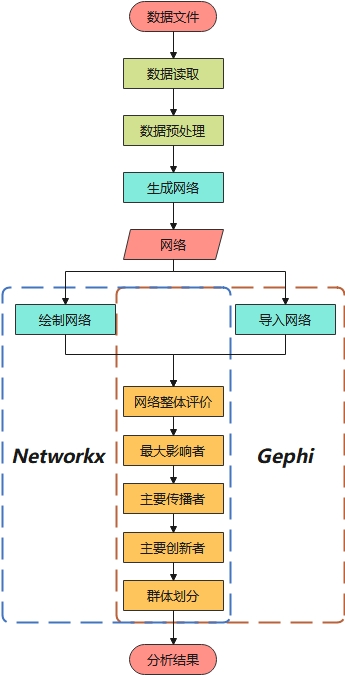 数据文件
数据读取
数据预处理
生成网络
网络
绘制网络
导入网络
网络整体评价
Networkx
最大影响者
Gephi
主要传播者
主要创新者
群体划分
分析结果